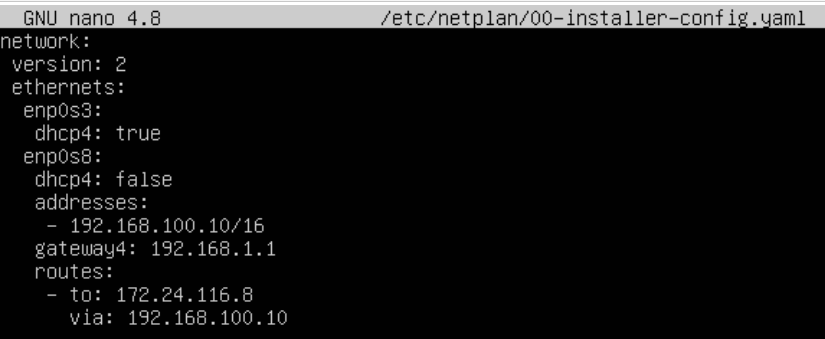 GNU nano 4.8 /etc/netplan/00-installer-config.yaml
network:
 version: 2
 ethernets:
  enp0s3:
   dhcp4: true
  enp0s8:
   dhcp4: false
   addresses:
    - 192.168.100.10/16
   gateway4: 192.168.1.1
   routes:
    - to: 172.24.116.8
      via: 192.168.100.10